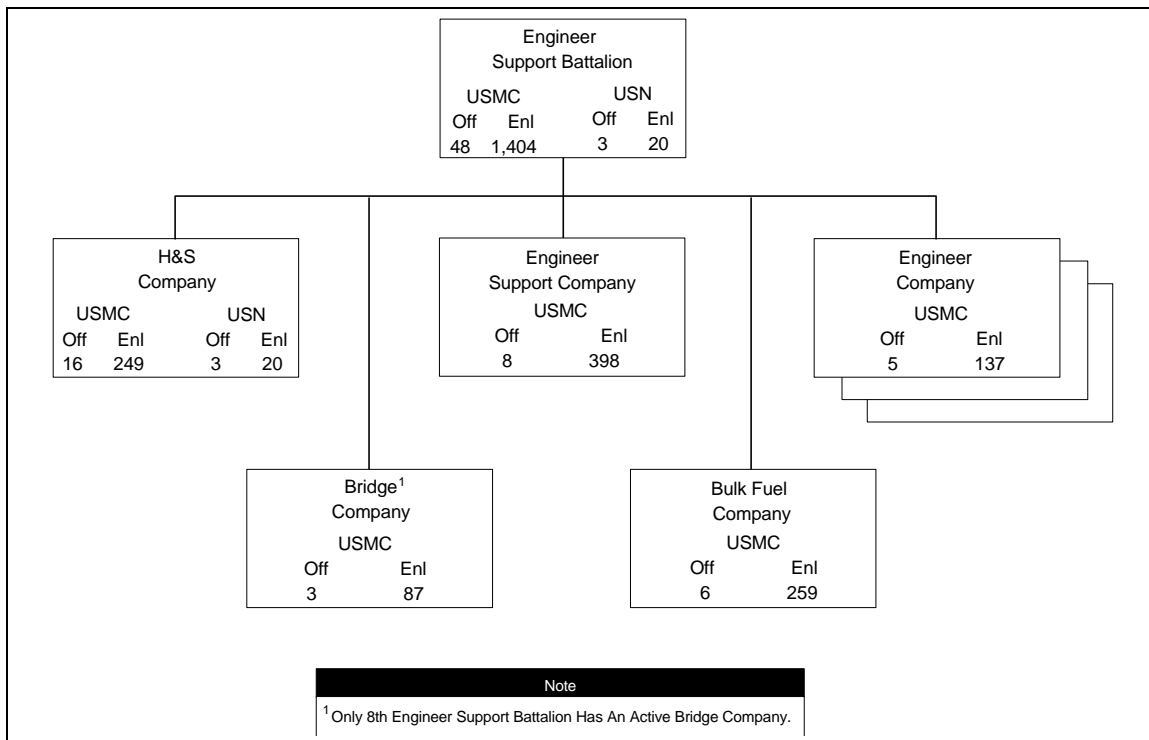 Engineer
Support Battalion
USMC USN
Off Enl Off Enl
48 1,404 3 20
H&S
Company
USMC USN
Off Enl Off Enl
16 249 3 20
Engineer
Support Company
USMC
Off Enl
8 398
Engineer
Company
USMC
Off Enl
5 137
Bridge¹
Company
USMC
Off Enl
3 87
Bulk Fuel
Company
USMC
Off Enl
6 259
Note
¹ Only 8th Engineer Support Battalion Has An Active Bridge Company.